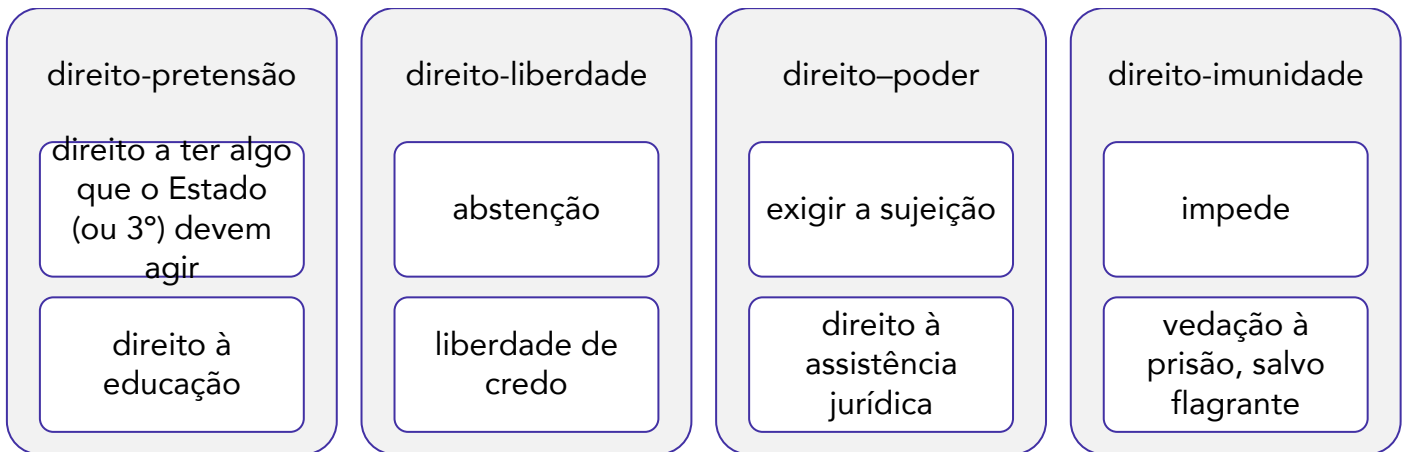 direito-pretensão
direito a ter algo
que o Estado
(ou 3º) devem
agir
direito à
educação
direito-liberdade
abstenção
liberdade de
credo
direito–poder
exigir a sujeição
direito à
assistência
jurídica
direito-imunidade
impede
vedação à
prisão, salvo
flagrante